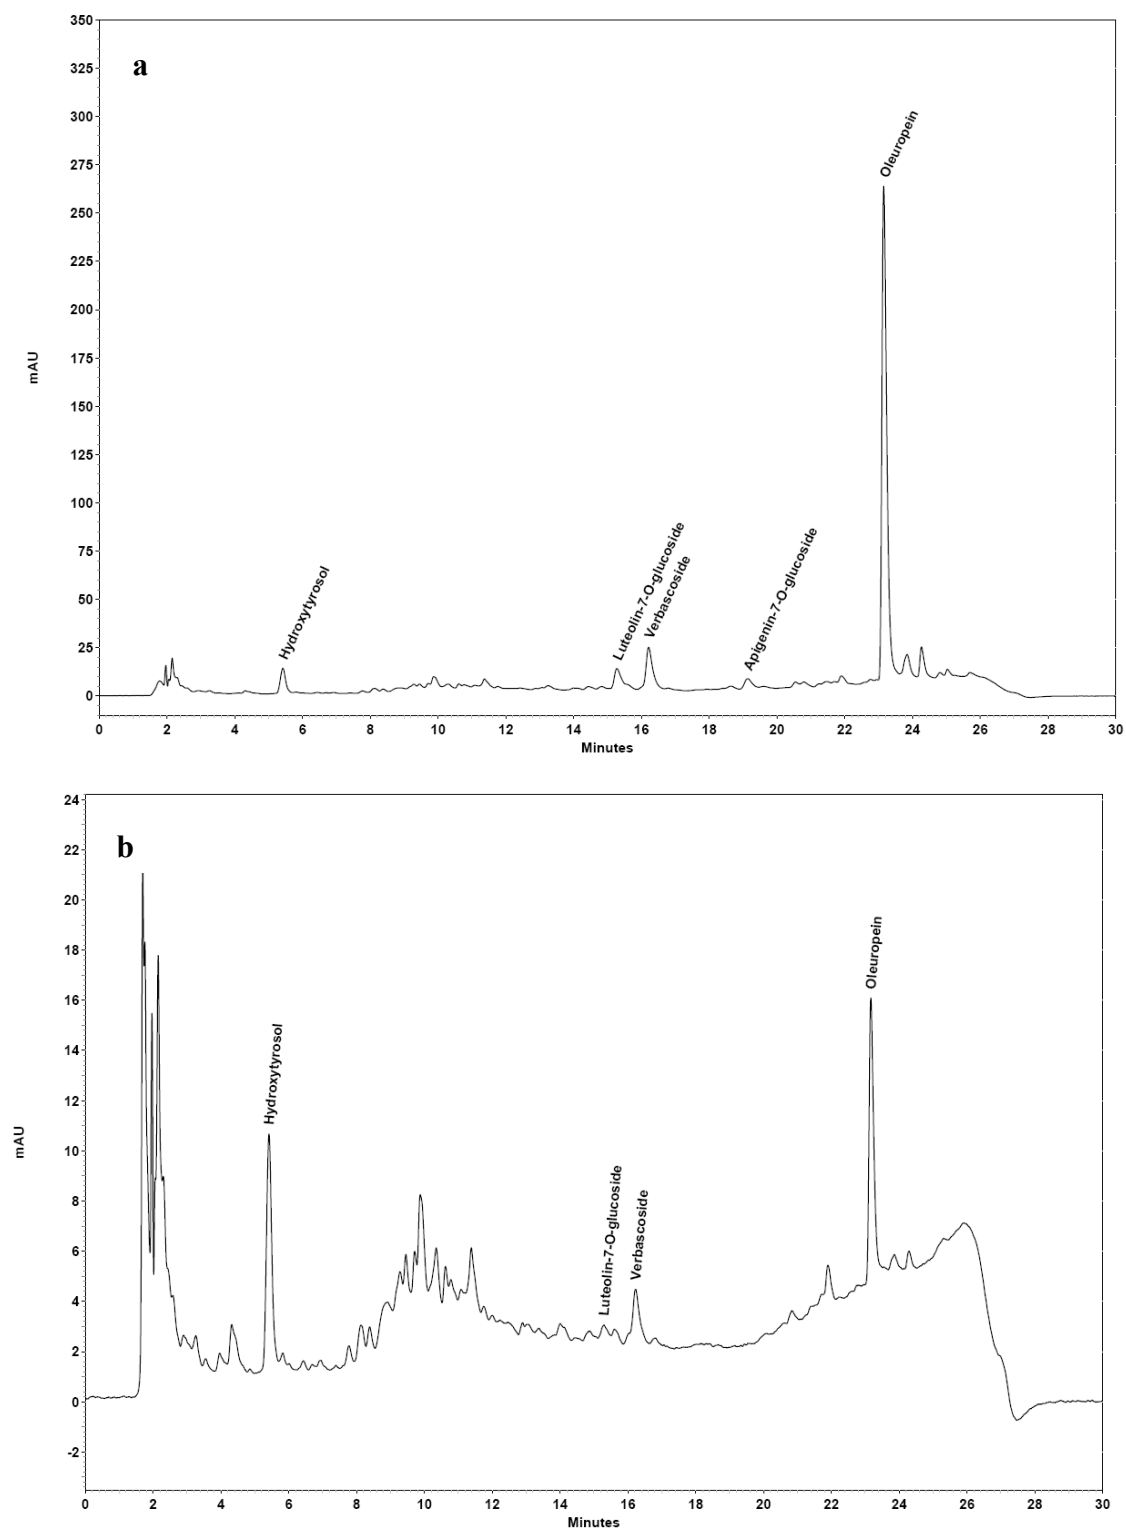 350
a
325
300
275
250
225
200
175
150
125
100
75
50
25
0
mAU
Hydroxytyrosol
Luteolin-7-O-glucoside
Verbascoside
Apigenin-7-O-glucoside
Oleuropein
0 2 4 6 8 10 12 14 16 18 20 22 24 26 28 30
Minutes
24
b
22
20
18
16
14
12
10
8
6
4
2
0
-2
mAU
Hydroxytyrosol
Luteolin-7-O-glucoside
Verbascoside
Oleuropein
0 2 4 6 8 10 12 14 16 18 20 22 24 26 28 30
Minutes